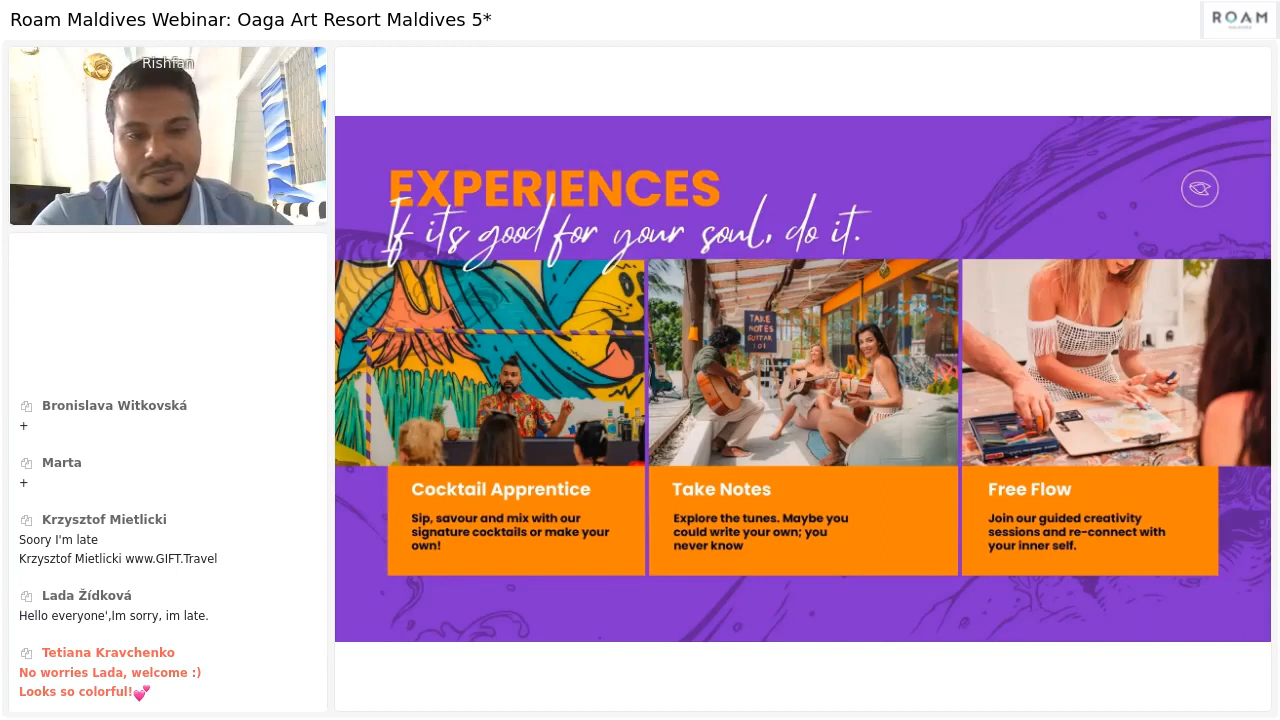 Roam Maldives Webinar: Oaga Art Resort Maldives 5*
ROAM
Rishfan
Bronislava Witkovská
+
Marta
+
Krzysztof Mietlicki
Soory I'm late
Krzysztof Mietlicki www.GIFT.Travel
Lada Žídková
Hello everyone',Im sorry, im late.
Tetiana Kravchenko
No worries Lada, welcome :)
Looks so colorful!💕
EXPERIENCES
If its good for your soul, do it.
TAKE
NOTES
GUITAR
101
Cocktail Apprentice
Sip, savour and mix with our
signature cocktails or make your
own!
Take Notes
Explore the tunes. Maybe you
could write your own; you
never know
Free Flow
Join our guided creativity
sessions and re-connect with
your inner self.